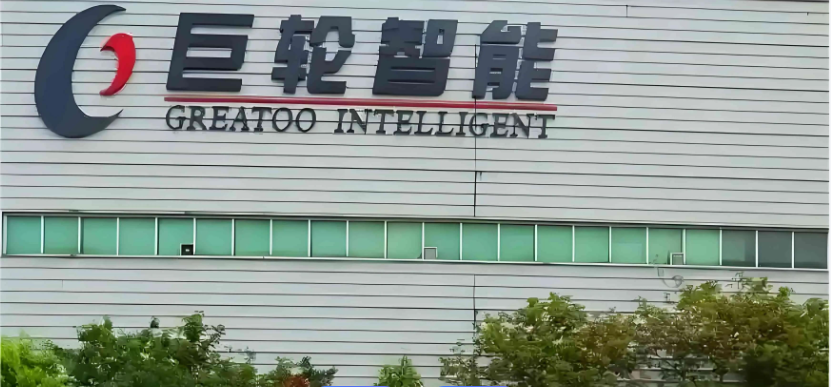 巨轮智能
GREATOO INTELLIGENT